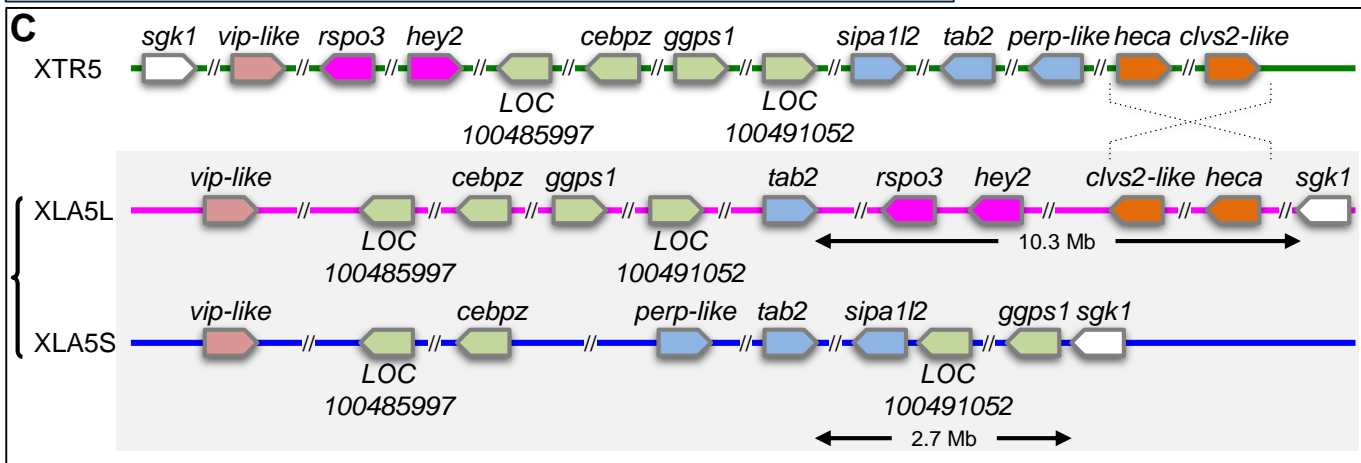 C
sgk1 vip-like rspo3 hey2 cebpz ggps1 sipa1l2 tab2 perp-like heca clvs2-like
XTR5 // // // // // // // // // // //
LOC LOC
100485997 100491052
vip-like cebpz ggps1 tab2 rspo3 hey2 clvs2-like heca sgk1
XLA5L // // // // // // // // //
LOC LOC 10.3 Mb
100485997 100491052
vip-like cebpz perp-like tab2 sipa1l2 ggps1 sgk1
XLA5S // // // // // //
LOC LOC
100485997 100491052
2.7 Mb